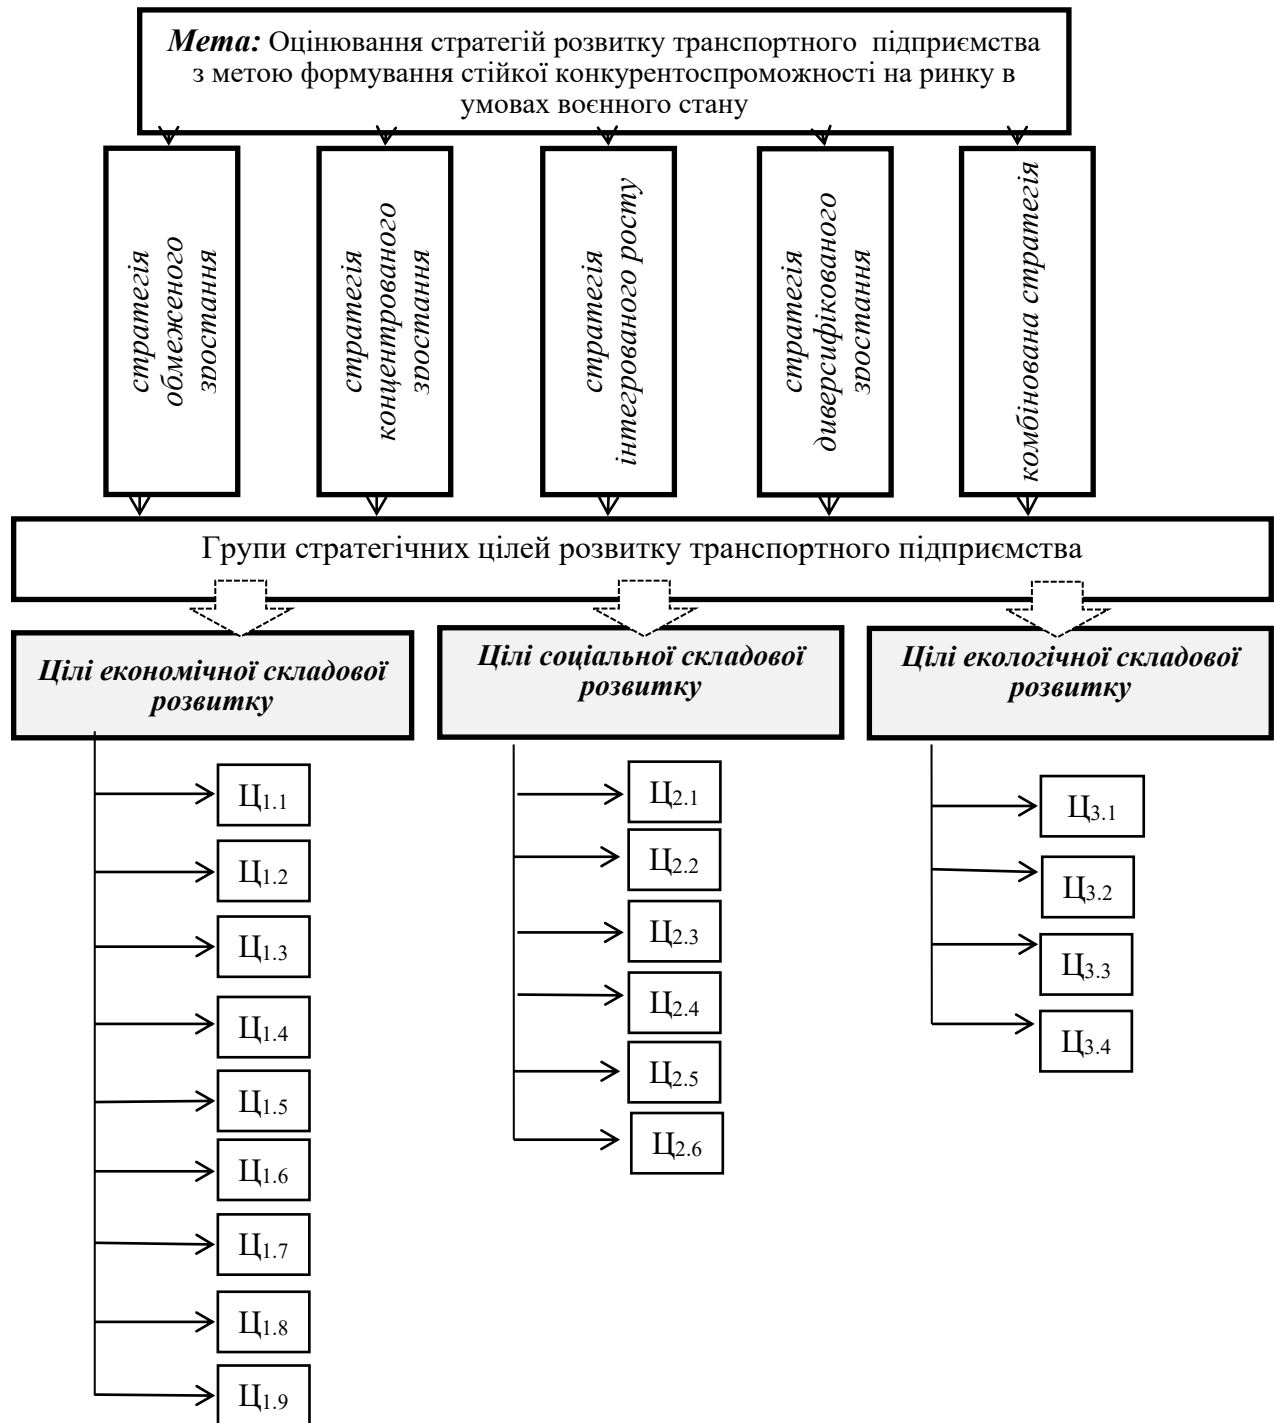 Мета: Оцінювання стратегій розвитку транспортного підприємства
з метою формування стійкої конкурентоспроможності на ринку в
умовах воєнного стану
стратегія
обмеженого
зростання
стратегія
концентрованого
зростання
стратегія
інтегрованого росту
стратегія
диверсифікованого
зростання
комбінована стратегія
Групи стратегічних цілей розвитку транспортного підприємства
Цілі економічної складової
розвитку
Ц1.1
Ц1.2
Ц1.3
Ц1.4
Ц1.5
Ц1.6
Ц1.7
Ц1.8
Ц1.9
Цілі соціальної складової
розвитку
Ц2.1
Ц2.2
Ц2.3
Ц2.4
Ц2.5
Ц2.6
Цілі екологічної складової
розвитку
Ц3.1
Ц3.2
Ц3.3
Ц3.4